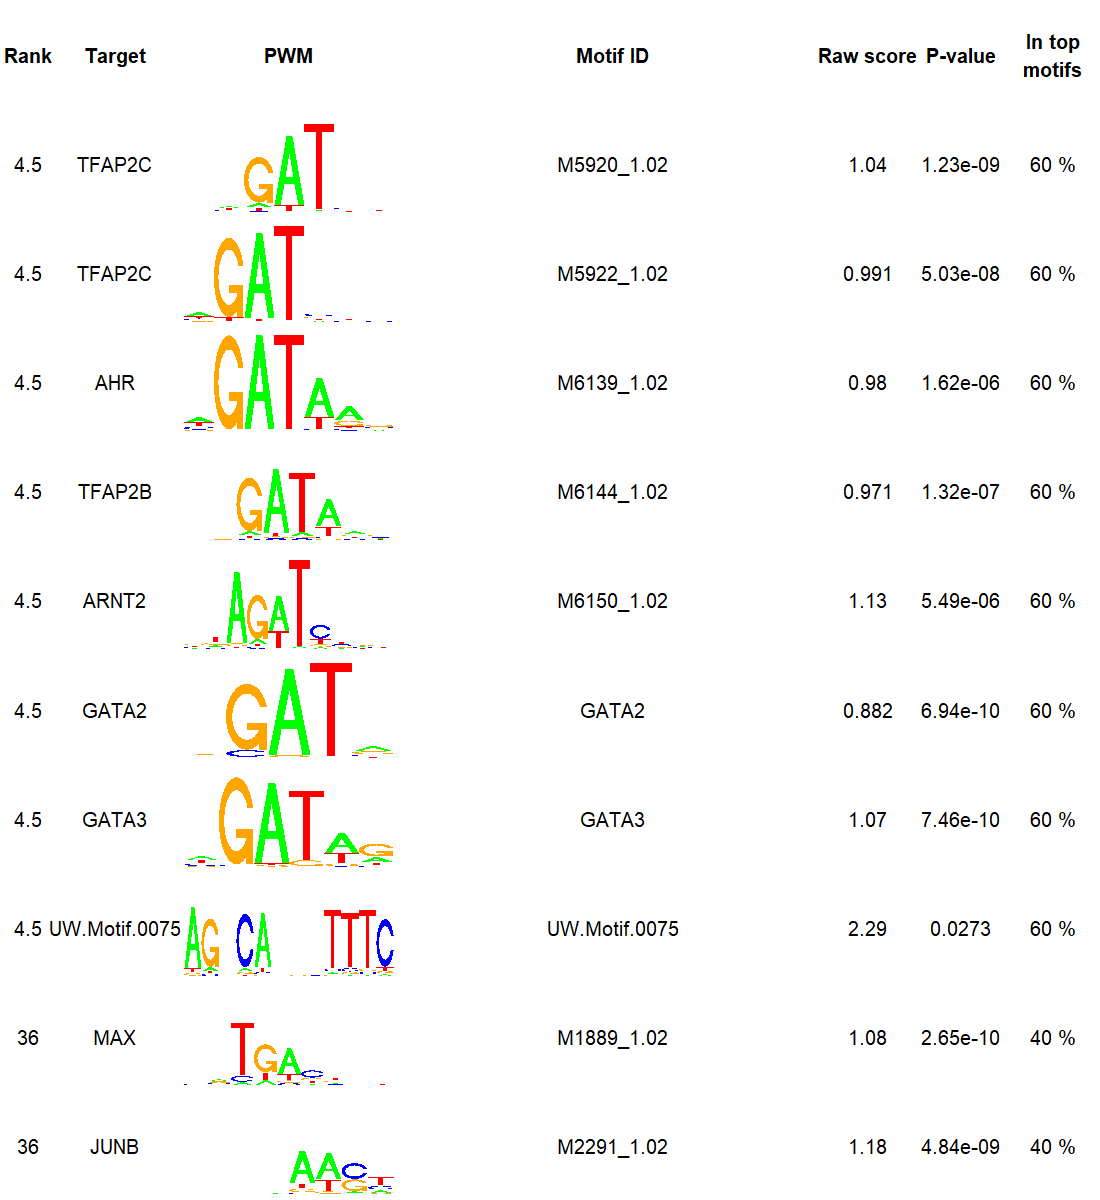 Rank Target PWM Motif ID Raw score P-value In top motifs
4.5 TFAP2C GAT M5920_1.02 1.04 1.23e-09 60 %
4.5 TFAP2C GAT M5922_1.02 0.991 5.03e-08 60 %
4.5 AHR GATAA M6139_1.02 0.98 1.62e-06 60 %
4.5 TFAP2B GATA M6144_1.02 0.971 1.32e-07 60 %
4.5 ARNT2 AGATC M6150_1.02 1.13 5.49e-06 60 %
4.5 GATA2 GAT GATA2 0.882 6.94e-10 60 %
4.5 GATA3 GATAG GATA3 1.07 7.46e-10 60 %
4.5 UW.Motif.0075 AG CA TTTC UW.Motif.0075 2.29 0.0273 60 %
36 MAX TGAC M1889_1.02 1.08 2.65e-10 40 %
36 JUNB AACT M2291_1.02 1.18 4.84e-09 40 %